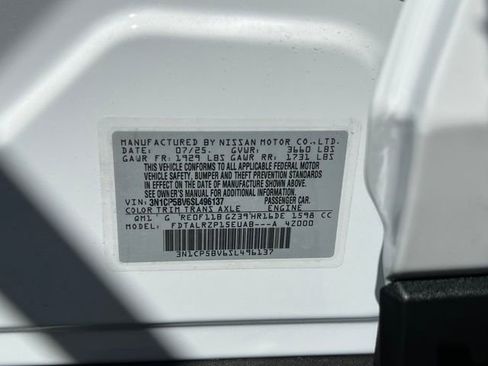 MANUFACTURED BY NISSAN MOTOR CO.,LTD.
DATE: 07/25. GVWR: 3660 LBS
GAWR FR: 1929 LBS GAWR RR: 1731 LBS
THIS VEHICLE CONFORMS TO ALL APPLICABLE FEDERAL MOTOR
VEHICLE SAFETY, BUMPER AND THEFT PREVENTION STANDARDS
IN EFFECT ON THE DATE OF MANUFACTURE SHOWN ABOVE.
SEE OWNER'S MANUAL FOR ADDITIONAL INFORMATION.
VIN: 3N1CP5BV6SL496137 PASSENGER CAR.
COLOR TRIM TRANS AXLE ENGINE
QM1 G RE0F11B GZ39 HR16DE 1598 CC
MODEL: FDTALRZP15EUAB---A 42000
3N1CP5BV6SL496137